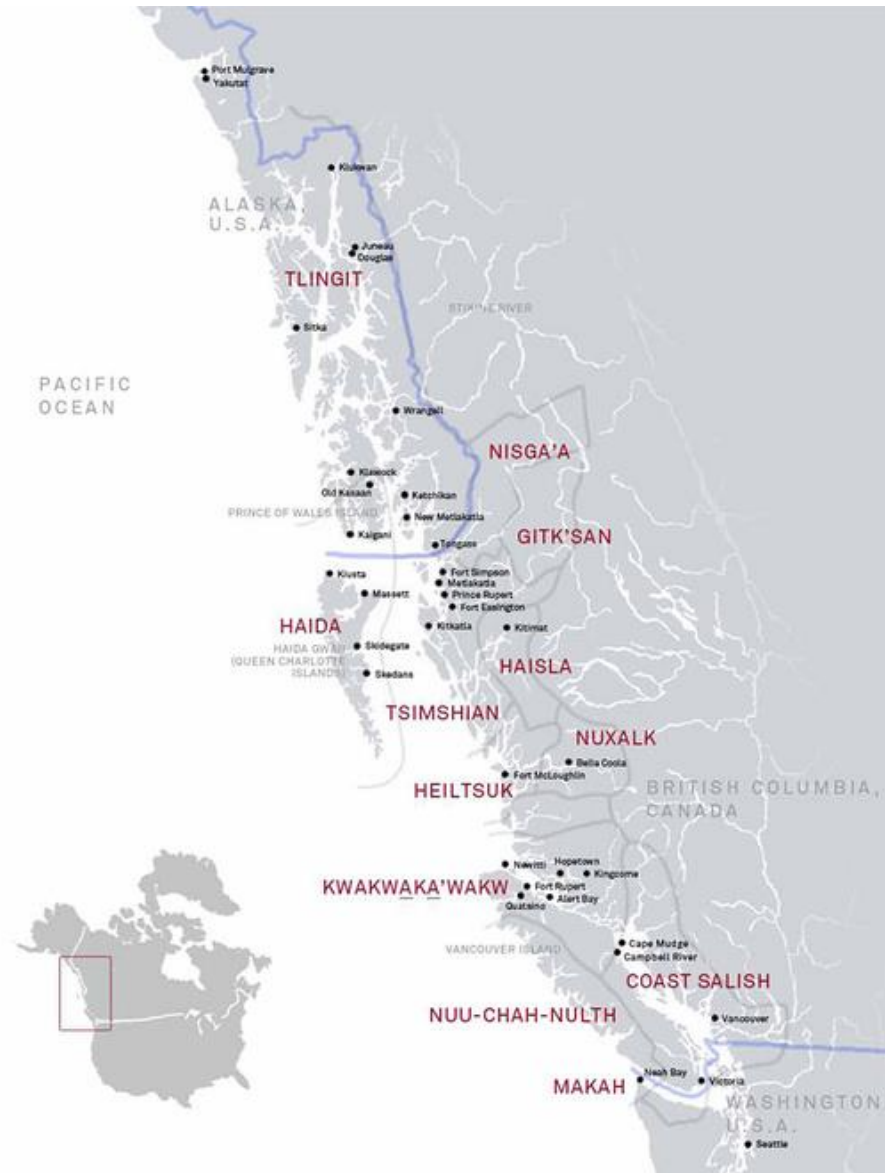 Port Mulgrave
Yakutat
Klukwan
ALASKA,
U.S.A.
Juneau
Douglas
TLINGIT
STIKINE RIVER
Sitka
PACIFIC
OCEAN
Wrangell
NISGA'A
Klawock
Old Kasaan
Ketchikan
PRINCE OF WALES ISLAND
New Metlakatla
GITK'SAN
Kaigani
Tongass
Kiusta
Fort Simpson
Metlakatla
Massett
Prince Rupert
Fort Essington
HAIDA
Kitkatla
Kitimat
Skidegate
HAIDA GWAII
(QUEEN CHARLOTTE
ISLANDS)
HAISLA
Skedans
TSIMSHIAN
NUXALK
Bella Coola
Fort McLoughlin
HEILTSUK
BRITISH COLUMBIA,
CANADA
Newitti
Hopetown
Kingcome
KWAKWAKA'WAKW
Fort Rupert
Quatsino
Alert Bay
Cape Mudge
VANCOUVER ISLAND
Campbell River
COAST SALISH
NUU-CHAH-NULTH
Vancouver
Neah Bay
MAKAH
Victoria
WASHINGTON
U.S.A.
Seattle